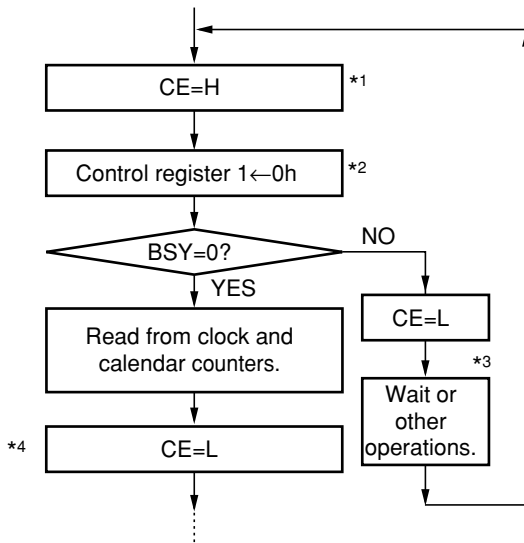 CE=H
*1
Control register 1←0h
*2
BSY=0?
NO
YES
Read from clock and
calendar counters.
CE=L
*3
Wait or
other
operations.
*4
CE=L